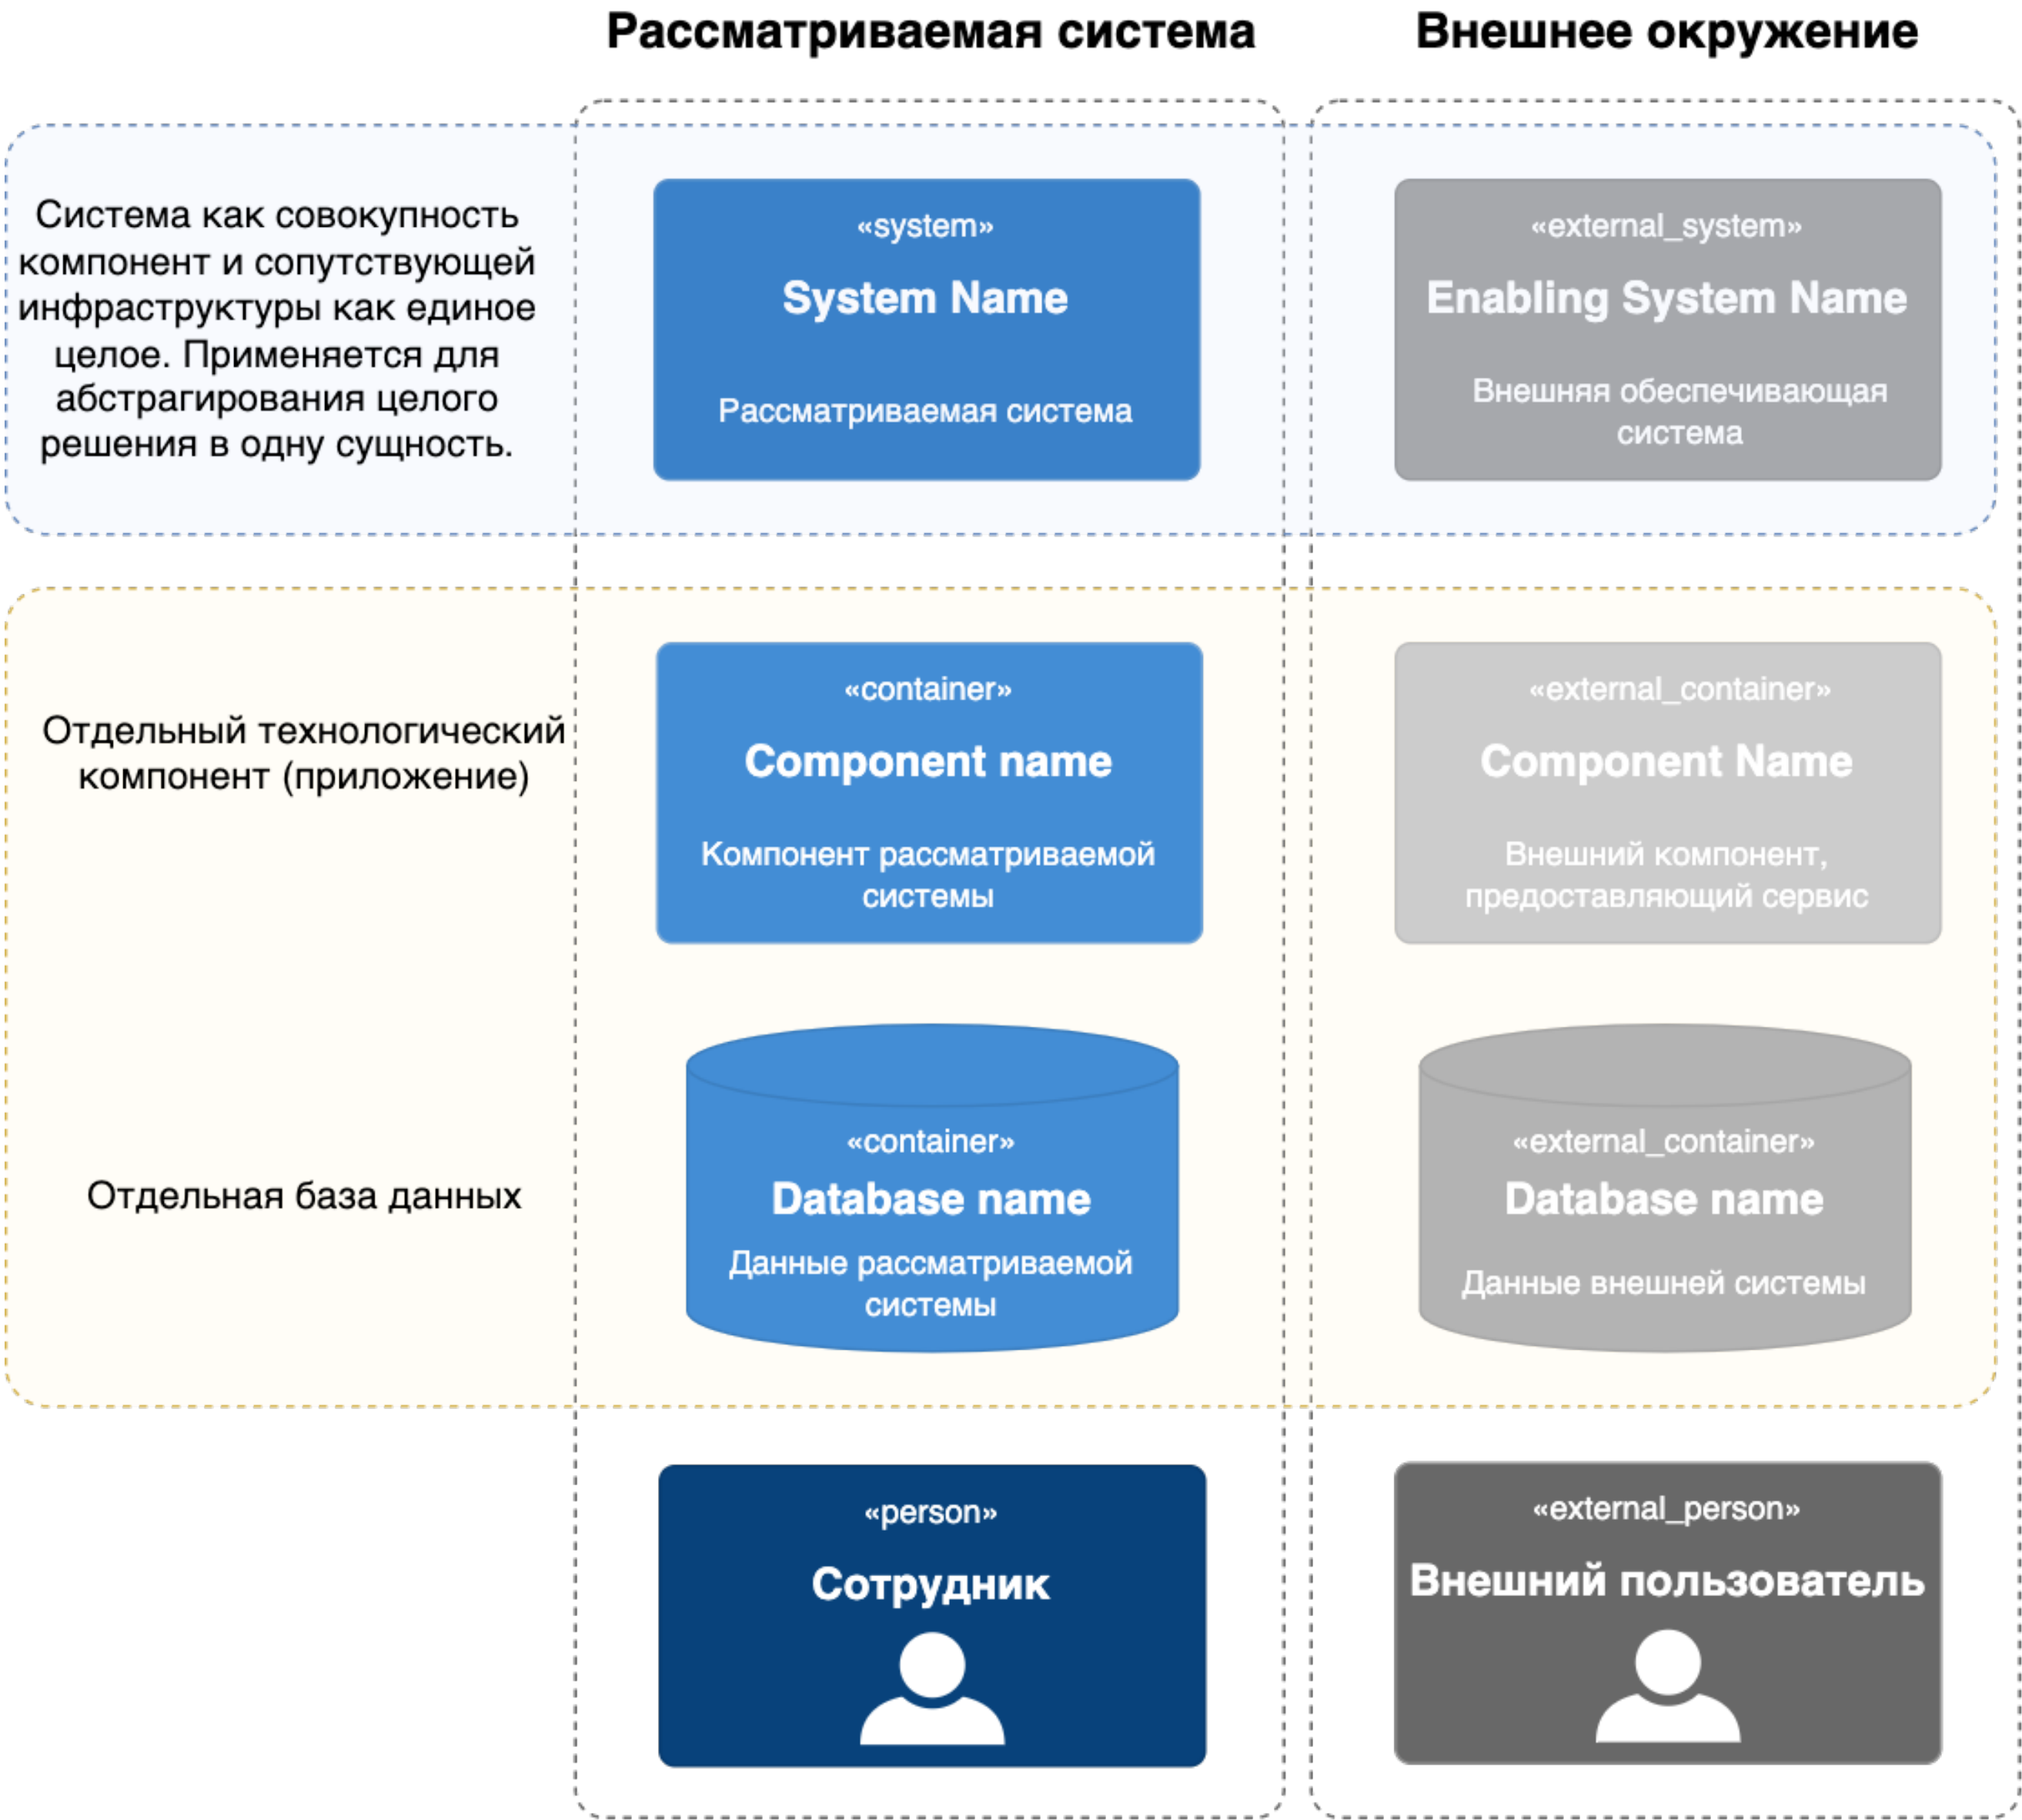 Рассматриваемая система
Внешнее окружение
Система как совокупность
компонент и сопутствующей
инфраструктуры как единое
целое. Применяется для
абстрагирования целого
решения в одну сущность.
«system»
System Name
Рассматриваемая система
«external_system»
Enabling System Name
Внешняя обеспечивающая
система
Отдельный технологический
компонент (приложение)
«container»
Component name
Компонент рассматриваемой
системы
«external_container»
Component Name
Внешний компонент,
предоставляющий сервис
Отдельная база данных
«container»
Database name
Данные рассматриваемой
системы
«external_container»
Database name
Данные внешней системы
«person»
Сотрудник
«external_person»
Внешний пользователь